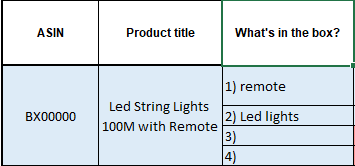 ASIN
Product title
What's in the box?
BX00000
Led String Lights
100M with Remote
1) remote
2) Led lights
3)
4)